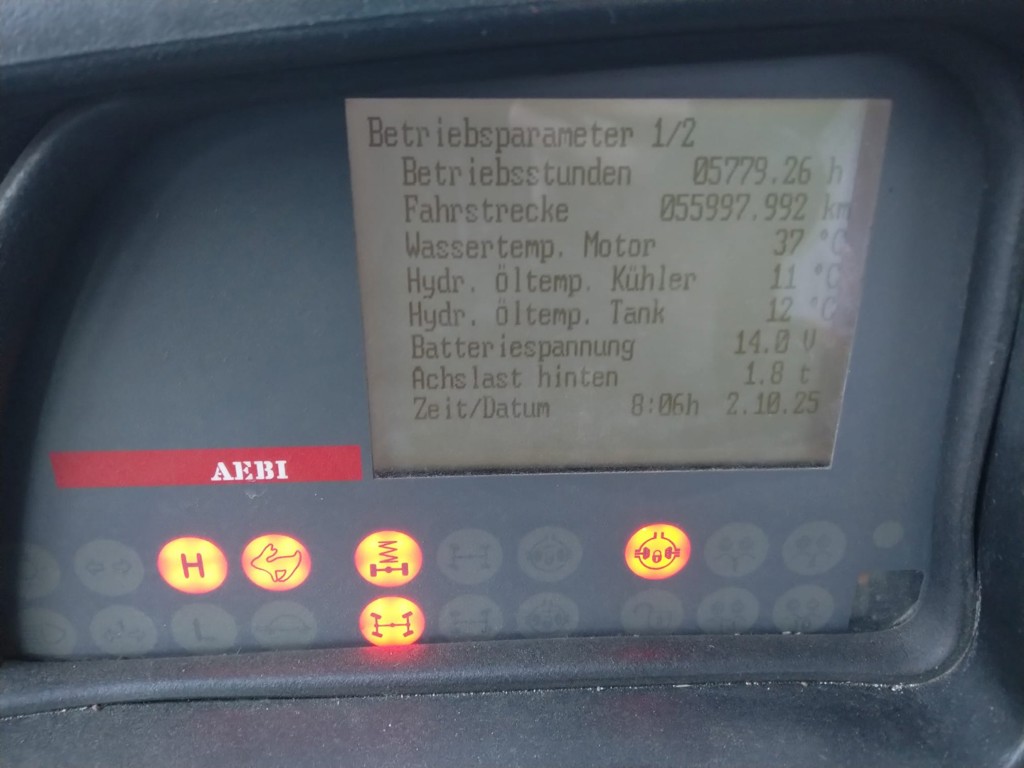 Betriebsparameter 1/2
Betriebsstunden 05779.26 h
Fahrstrecke 055997.992 km
Wassertemp. Motor 37 °C
Hydr. Öltemp. Kühler 11 °C
Hydr. Öltemp. Tank 12 °C
Batteriespannung 14.0 V
Achslast hinten 1.8 t
Zeit/Datum 8:06h 2.10.25
AEBI
H
L